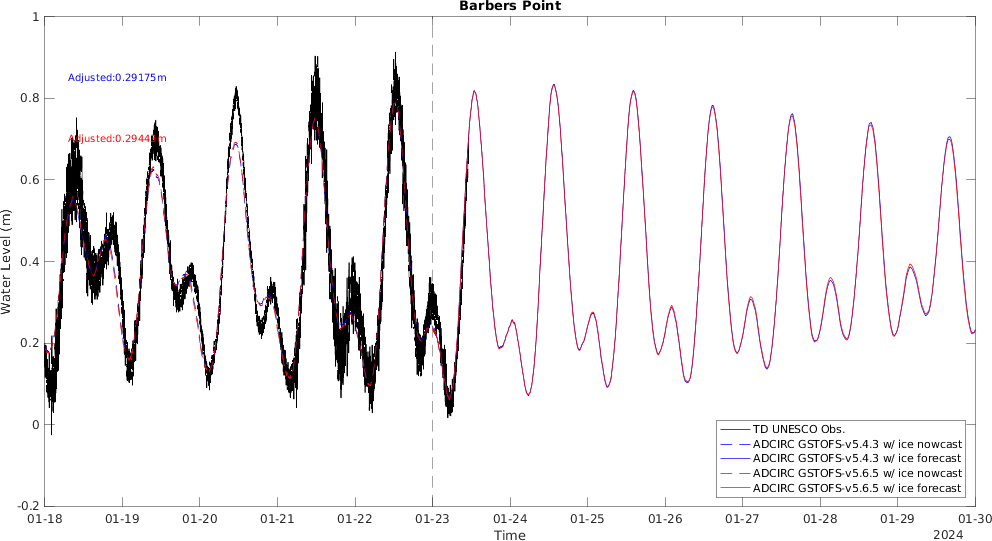 Barbers Point
1
Adjusted:0.29175m
0.8
Adjusted:0.2944 m
0.6
0.4
0.2
0
-0.2
Water Level (m)
TD UNESCO Obs.
ADCIRC GSTOFS-v5.4.3 w/ ice nowcast
ADCIRC GSTOFS-v5.4.3 w/ ice forecast
ADCIRC GSTOFS-v5.6.5 w/ ice nowcast
ADCIRC GSTOFS-v5.6.5 w/ ice forecast
01-18 01-19 01-20 01-21 01-22 01-23 01-24 01-25 01-26 01-27 01-28 01-29 01-30
Time
2024